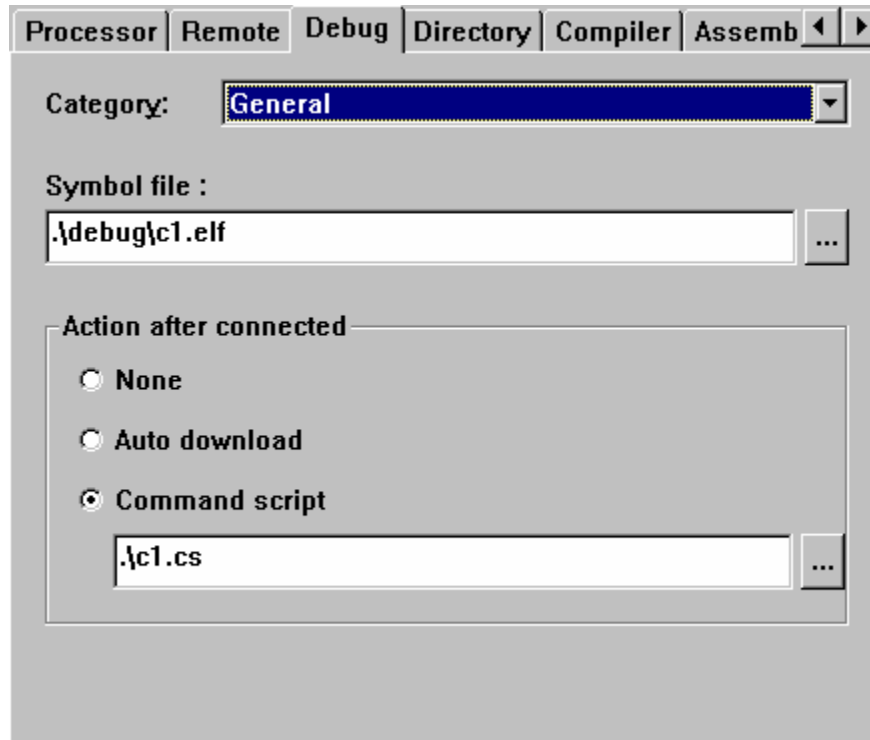 Processor Remote Debug Directory Compiler Assemb
Category: General
Symbol file :
.\debug\c1.elf
...
Action after connected
None
Auto download
Command script
.\c1.cs
...